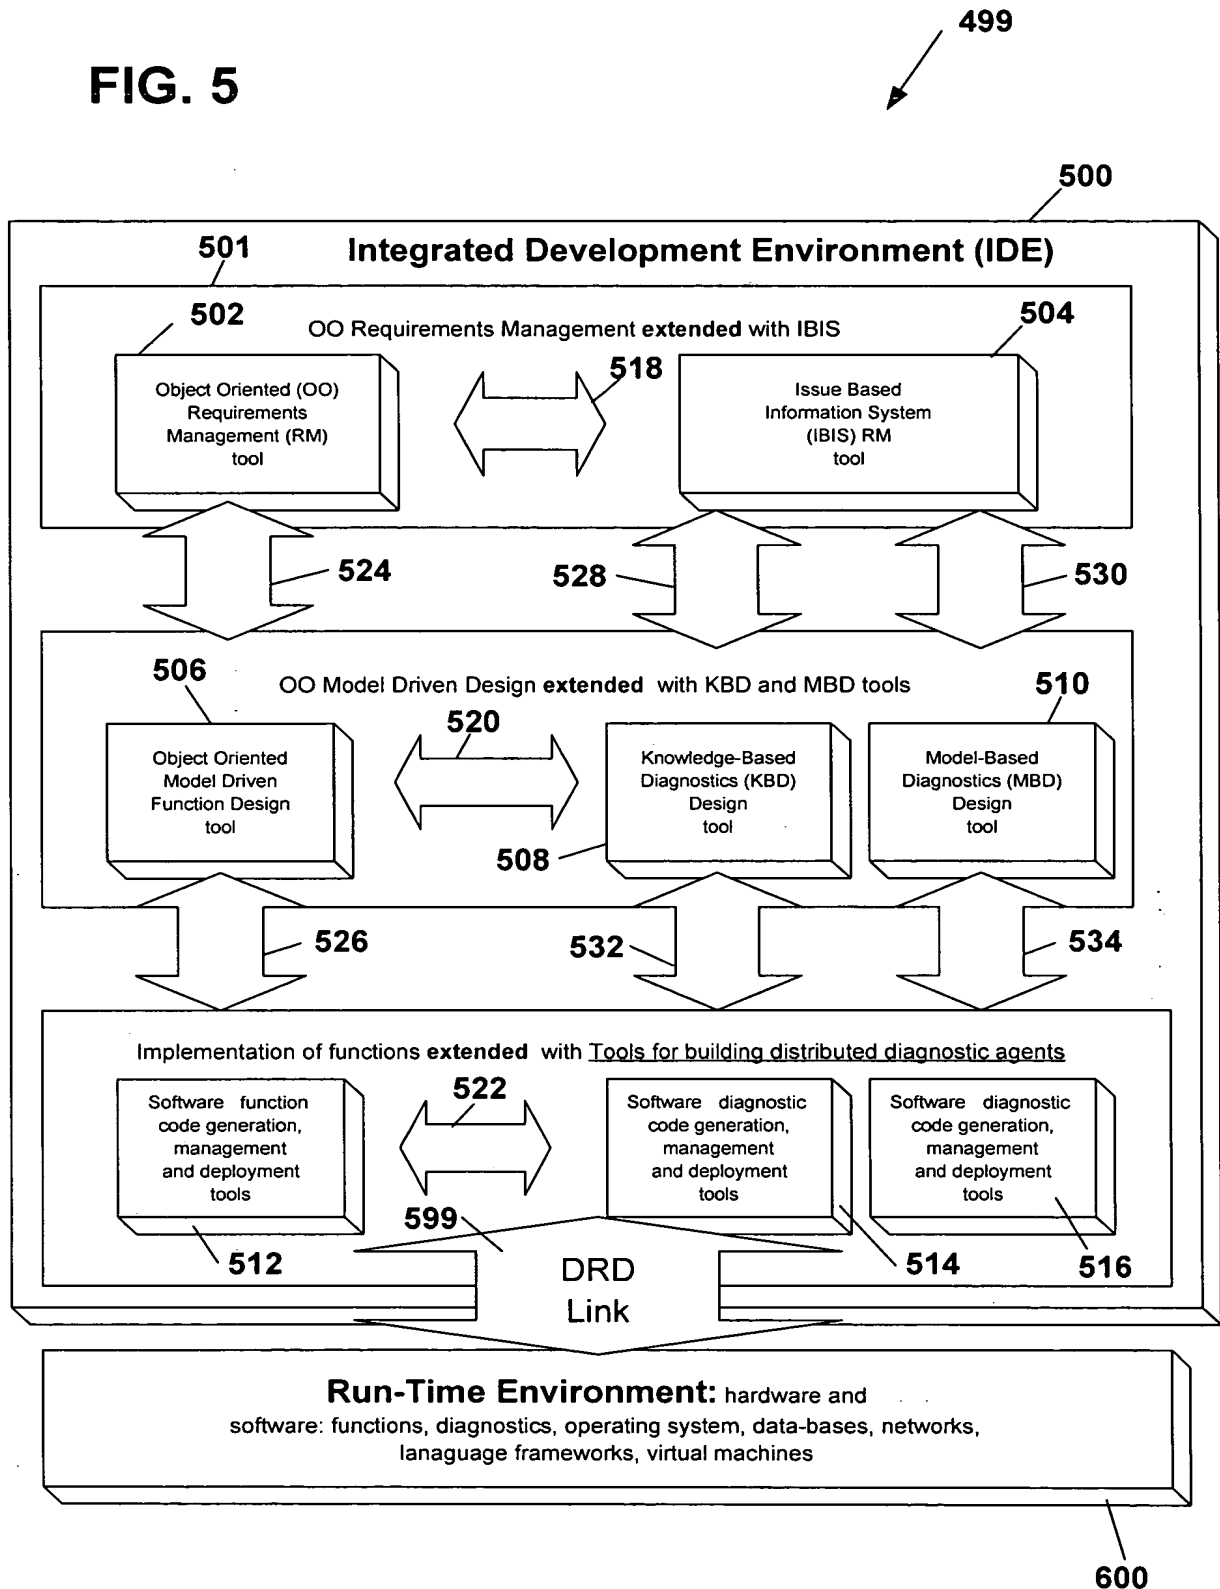 499
FIG. 5
500
501
Integrated Development Environment (IDE)
502
504
OO Requirements Management extended with IBIS
518
Object Oriented (OO)
Requirements
Management (RM)
tool
Issue Based
Information System
(IBIS) RM
tool
524
528
530
506
OO Model Driven Design extended with KBD and MBD tools
510
520
Object Oriented
Model Driven
Function Design
tool
Knowledge-Based
Diagnostics (KBD)
Design
tool
Model-Based
Diagnostics (MBD)
Design
tool
508
526
532
534
Implementation of functions extended with Tools for building distributed diagnostic agents
522
Software function
code generation,
management
and deployment
tools
Software diagnostic
code generation,
management
and deployment
tools
Software diagnostic
code generation,
management
and deployment
tools
599
512
514
516
DRD
Link
Run-Time Environment: hardware and
software: functions, diagnostics, operating system, data-bases, networks,
lanaguage frameworks, virtual machines
600